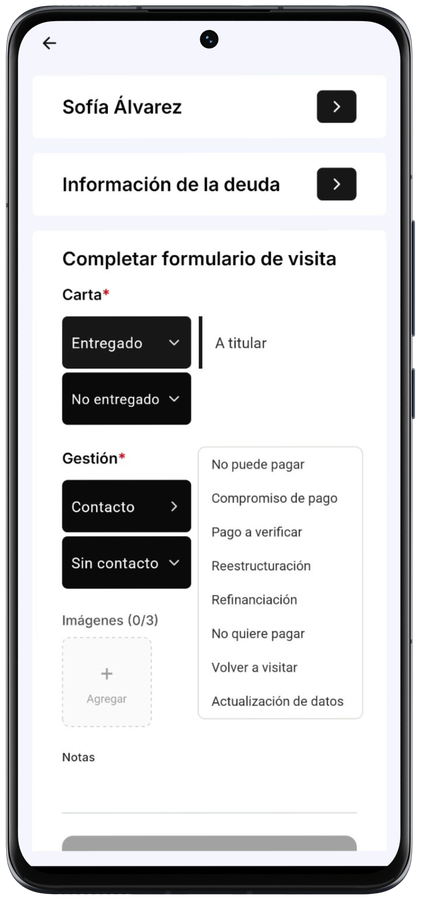 Sofía Álvarez
Información de la deuda
Completar formulario de visita
Carta*
Entregado
A titular
No entregado
Gestión*
Contacto
Sin contacto
No puede pagar
Compromiso de pago
Pago a verificar
Reestructuración
Refinanciación
No quiere pagar
Volver a visitar
Actualización de datos
Imágenes (0/3)
+
Agregar
Notas